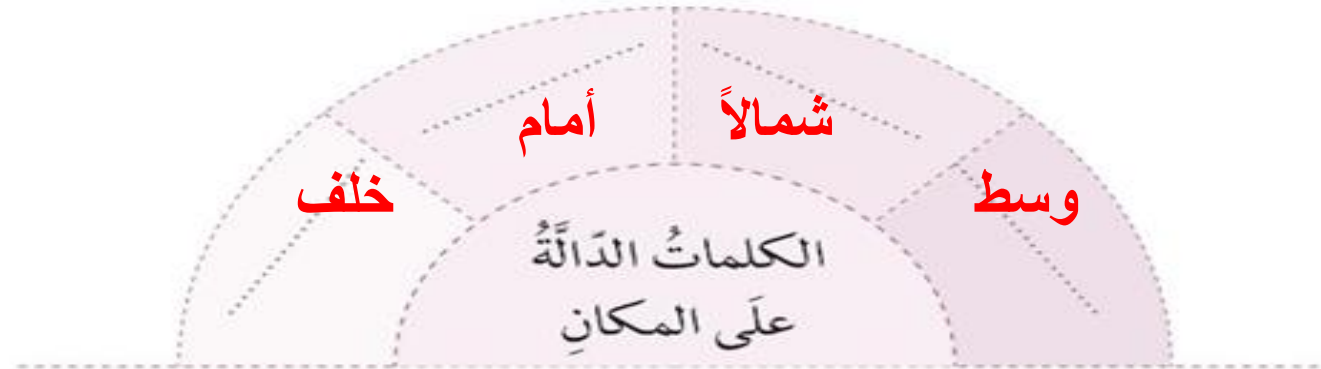 وسط
شمالاً
أمام
خلف
الكلماتُ الدّالَّةُ
علَى المكانِ